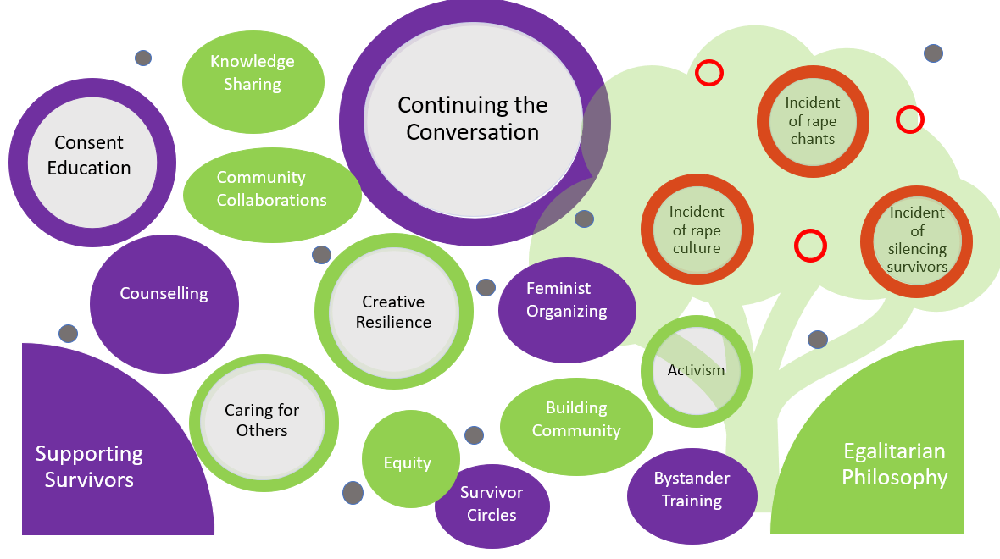 Knowledge
Sharing
Continuing the
Conversation
Consent
Education
Community
Collaborations
Incident
of rape
chants
Incident
of rape
culture
Incident
of
silencing
survivors
Counselling
Creative
Resilience
Feminist
Organizing
Activism
Caring for
Others
Building
Community
Supporting
Survivors
Equity
Survivor
Circles
Bystander
Training
Egalitarian
Philosophy